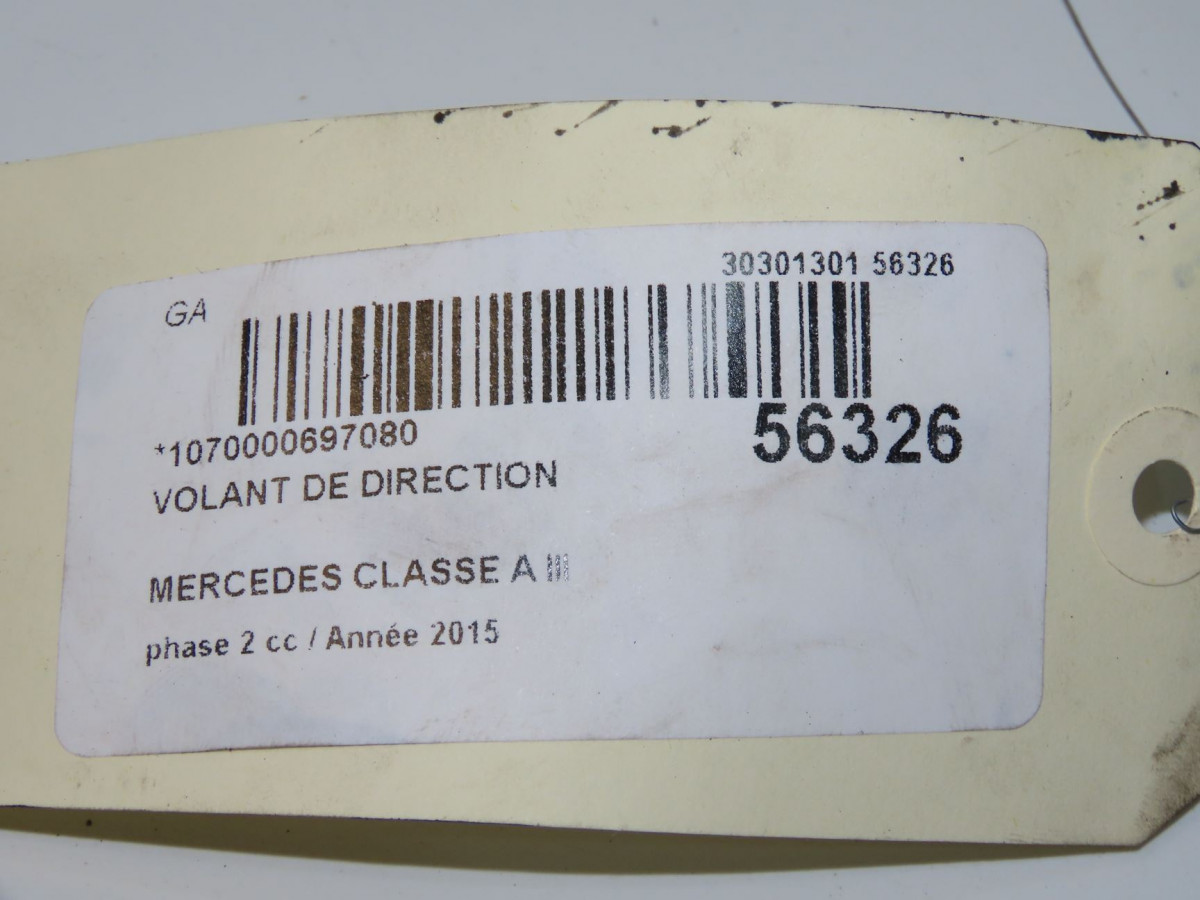 30301301 56326
GA
*1070000697080
56326
VOLANT DE DIRECTION
MERCEDES CLASSE A III
phase 2 cc / Année 2015